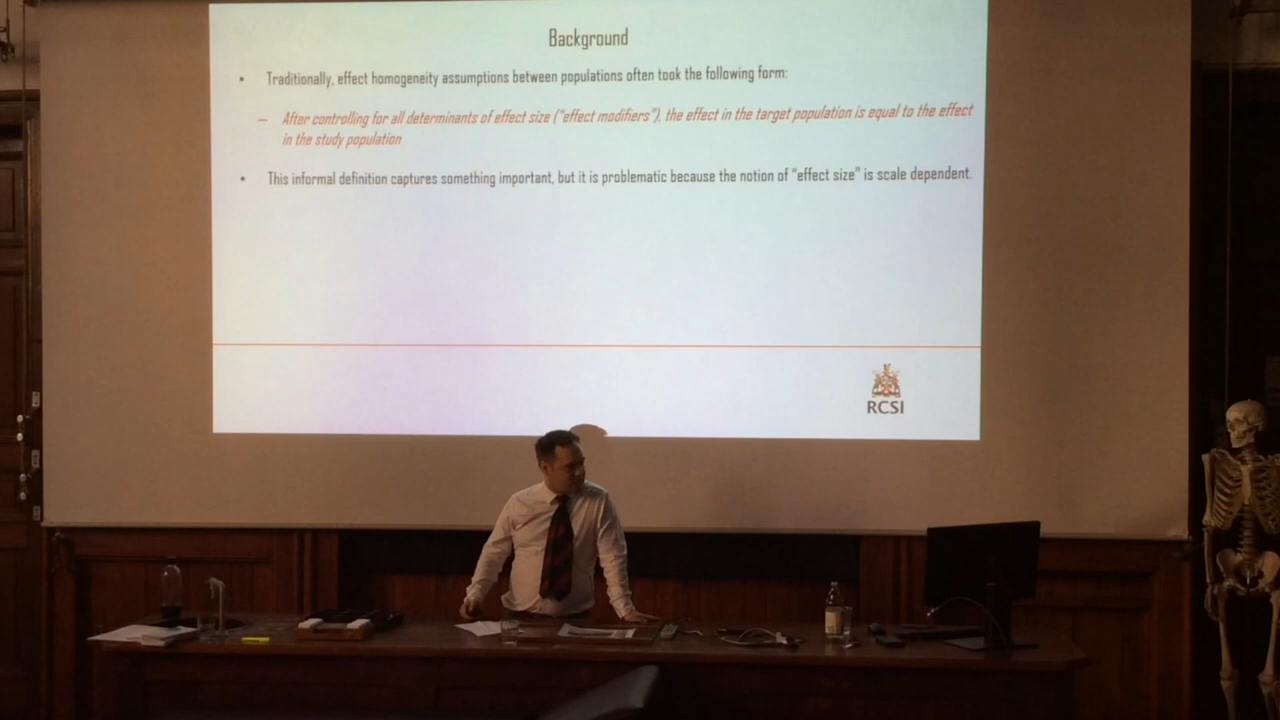 Background
• Traditionally, effect homogeneity assumptions between populations often took the following form:
– After controlling for all determinants of effect size ("effect modifiers"), the effect in the target population is equal to the effect
in the study population
• This informal definition captures something important, but it is problematic because the notion of "effect size" is scale dependent.
RCSI